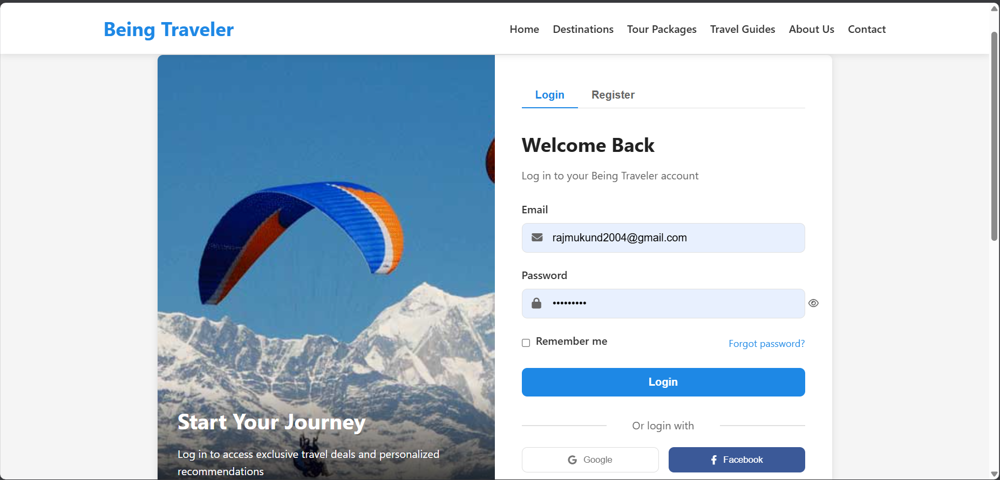 Being Traveler
Home Destinations Tour Packages Travel Guides About Us Contact
Start Your Journey
Log in to access exclusive travel deals and personalized
recommendations
Login Register
Welcome Back
Log in to your Being Traveler account
Email
rajmukund2004@gmail.com
Password
•••••••••
Remember me Forgot password?
Login
Or login with
Google Facebook